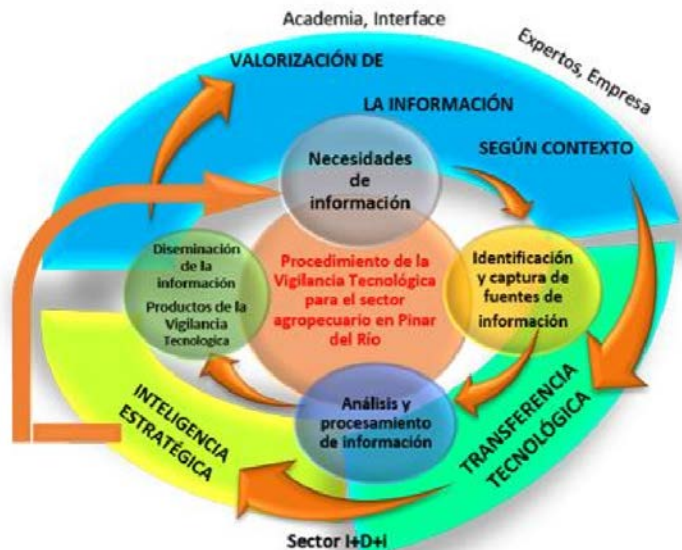 Academia, Interface
Expertos, Empresa
VALORIZACIÓN DE
LA INFORMACIÓN
SEGÚN CONTEXTO
Necesidades
de
información
Identificación
y captura de
fuentes de
información
Procedimiento de la
Vigilancia Tecnológica
para el sector
agropecuario en Pinar
del Río
Diseminación
de la
información
Productos de la
Vigilancia
Tecnologica
Análisis y
procesamiento
de información
TRANSFERENCIA
TECNOLÓGICA
INTELIGENCIA
ESTRATÉGICA
Sector I+D+i